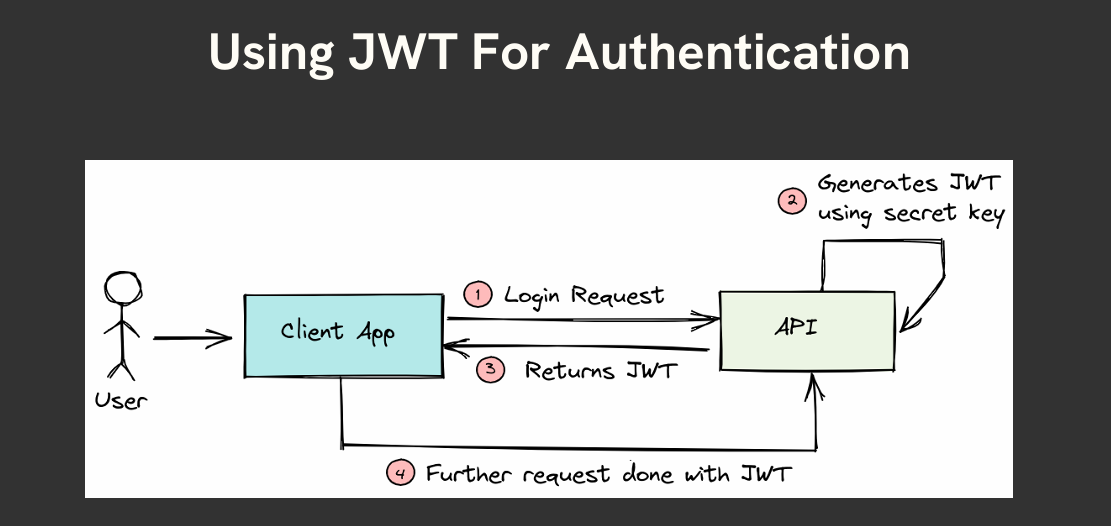 Using JWT For Authentication
2
Generates JWT
using secret key
1 Login Request
Client App
API
3 Returns JWT
User
4 Further request done with JWT